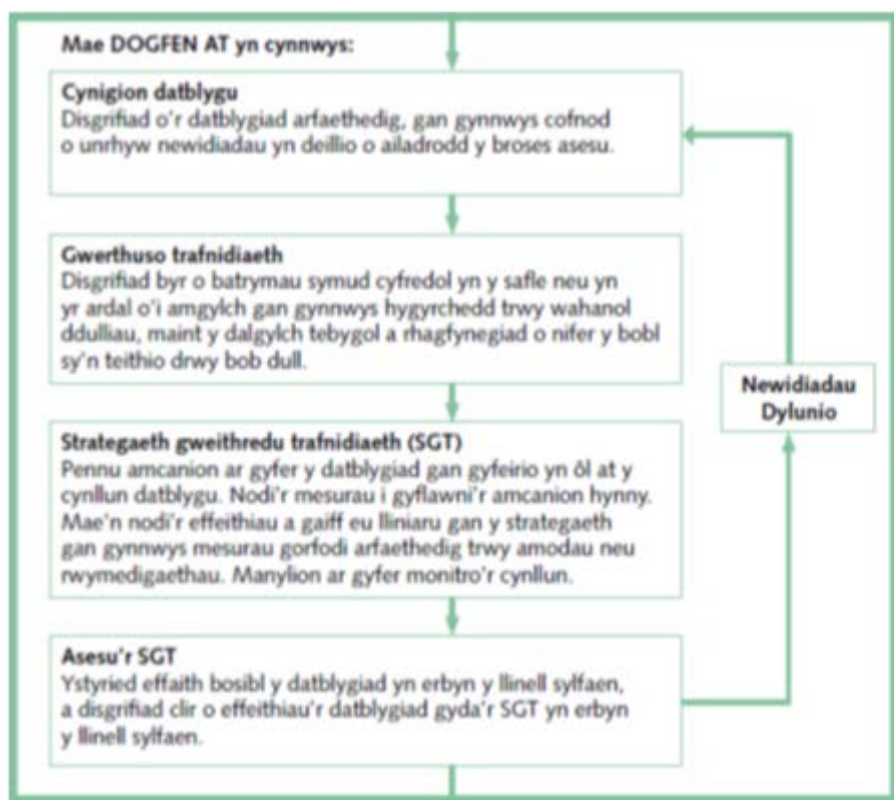 Mae DOGFEN AT yn cynnwys:
Cynigion datblygu
Disgrifiad o'r datblygiad arfaethedig, gan gynnwys cofnod
o unrhyw newidiadau yn deillio o ailadrodd y broses asesu.
Gwerthuso trafnidiaeth
Disgrifiad byr o batrymau symud cyfredol yn y safle neu yn
yr ardal o'i amgylch gan gynnwys hygyrchedd trwy wahanol
ddulliau, maint y dalgylch tebygol a rhagfynegiad o nifer y bobl
sy'n teithio drwy bob dull.
Strategaeth gweithredu trafnidiaeth (SGT)
Pennu amcanion ar gyfer y datblygiad gan gyfeirio yn ôl at y
cynllun datblygu. Nodi'r mesurau i gyflawni'r amcanion hynny.
Mae'n nodi'r effeithiau a gaiff eu lliniaru gan y strategaeth
gan gynnwys mesurau gorfodi arfaethedig trwy amodau neu
rwymedigaethau. Manylion ar gyfer monitro'r cynllun.
Asesu'r SGT
Ystyried effaith bosibl y datblygiad yn erbyn y llinell sylfaen,
a disgrifiad clir o effeithiau'r datblygiad gyda'r SGT yn erbyn
y llinell sylfaen.
Newidiadau
Dylunio